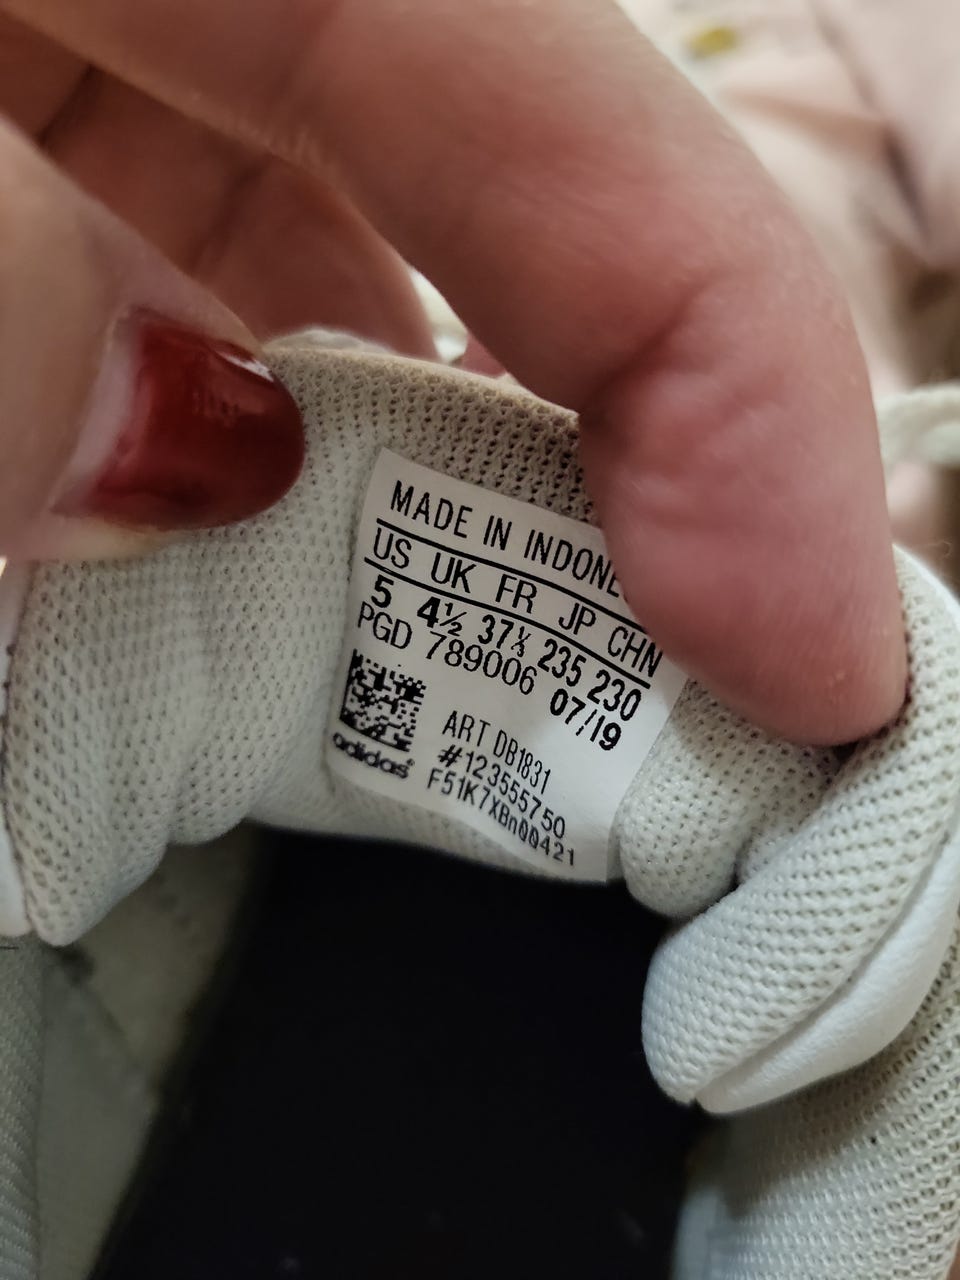 MADE IN INDONE
US UK FR JP CHN
5 4½ 37⅓ 235 230
PGD 789006 07/19
ART DB1831
#123555750
F51K7XBn00421
adidas